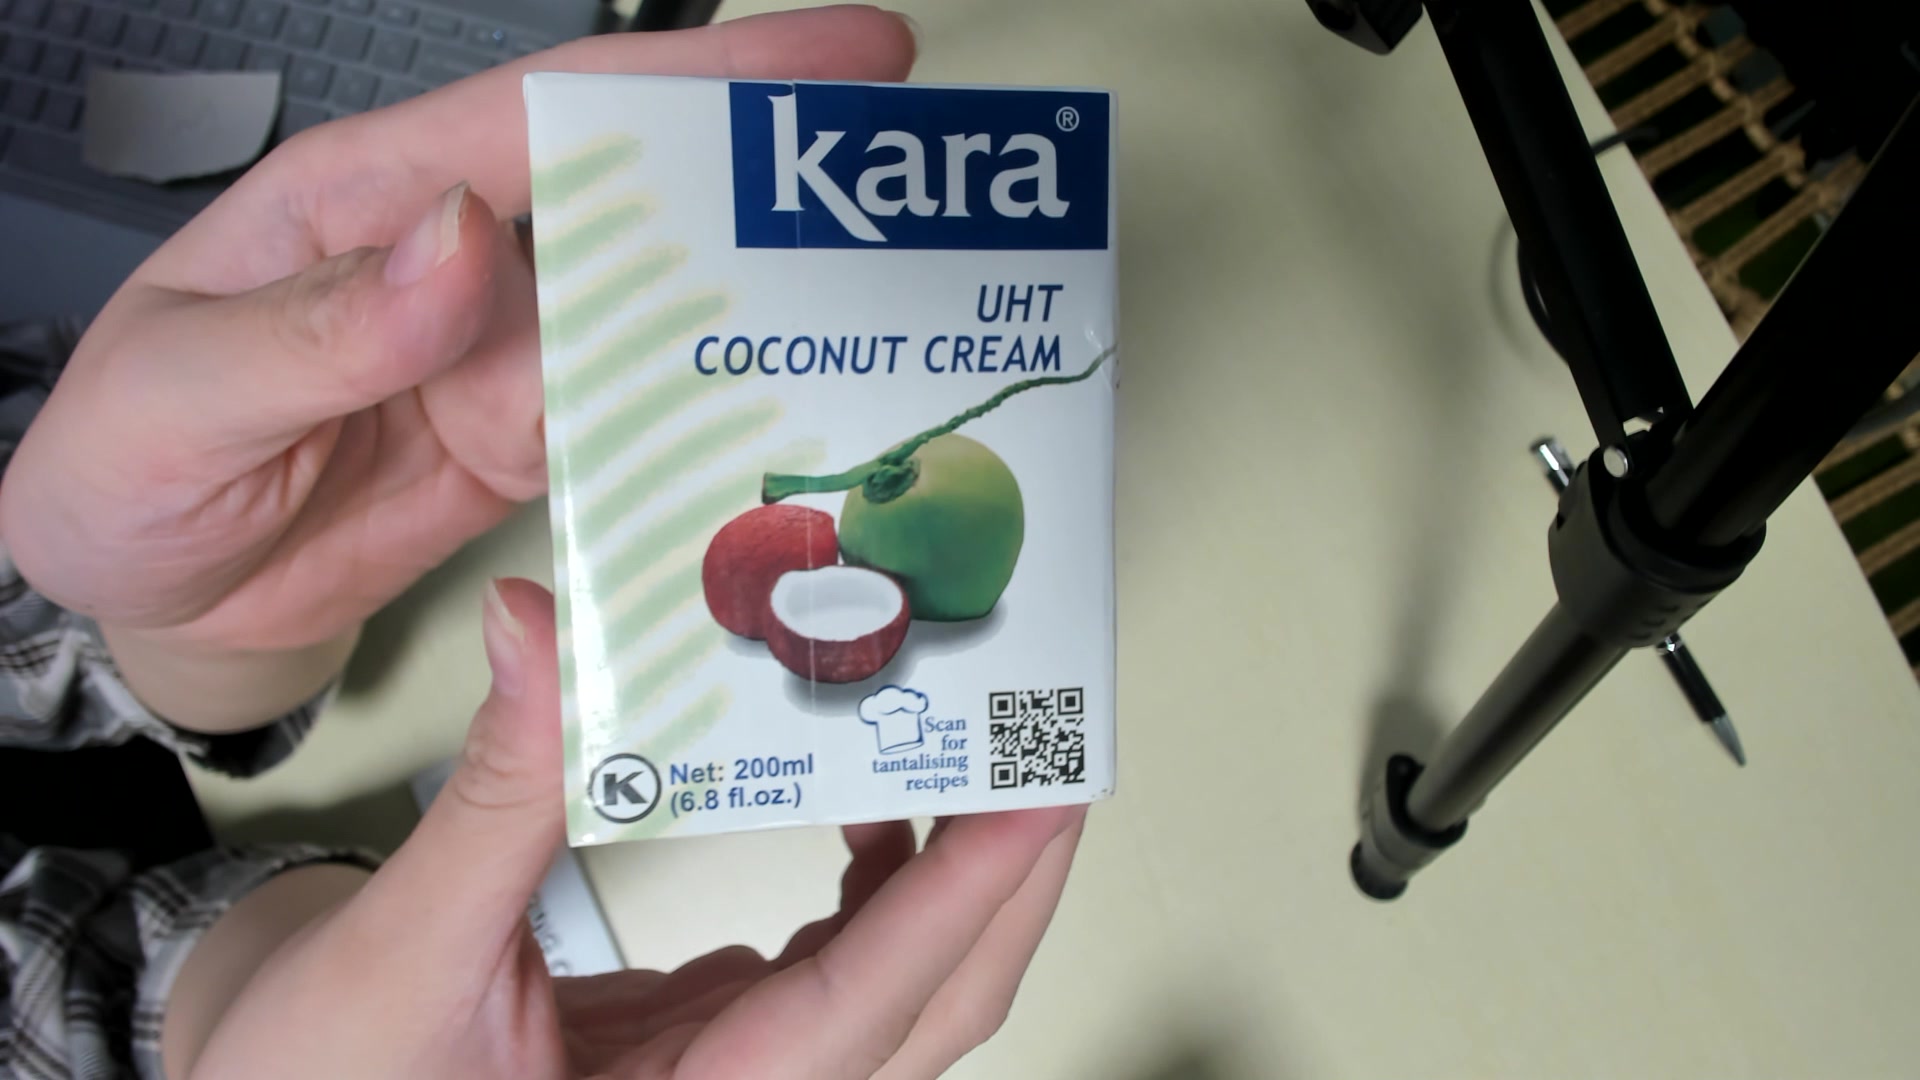 kara®
UHT
COCONUT CREAM
Scan
for
tantalising
recipes
K
Net: 200ml
(6.8 fl.oz.)